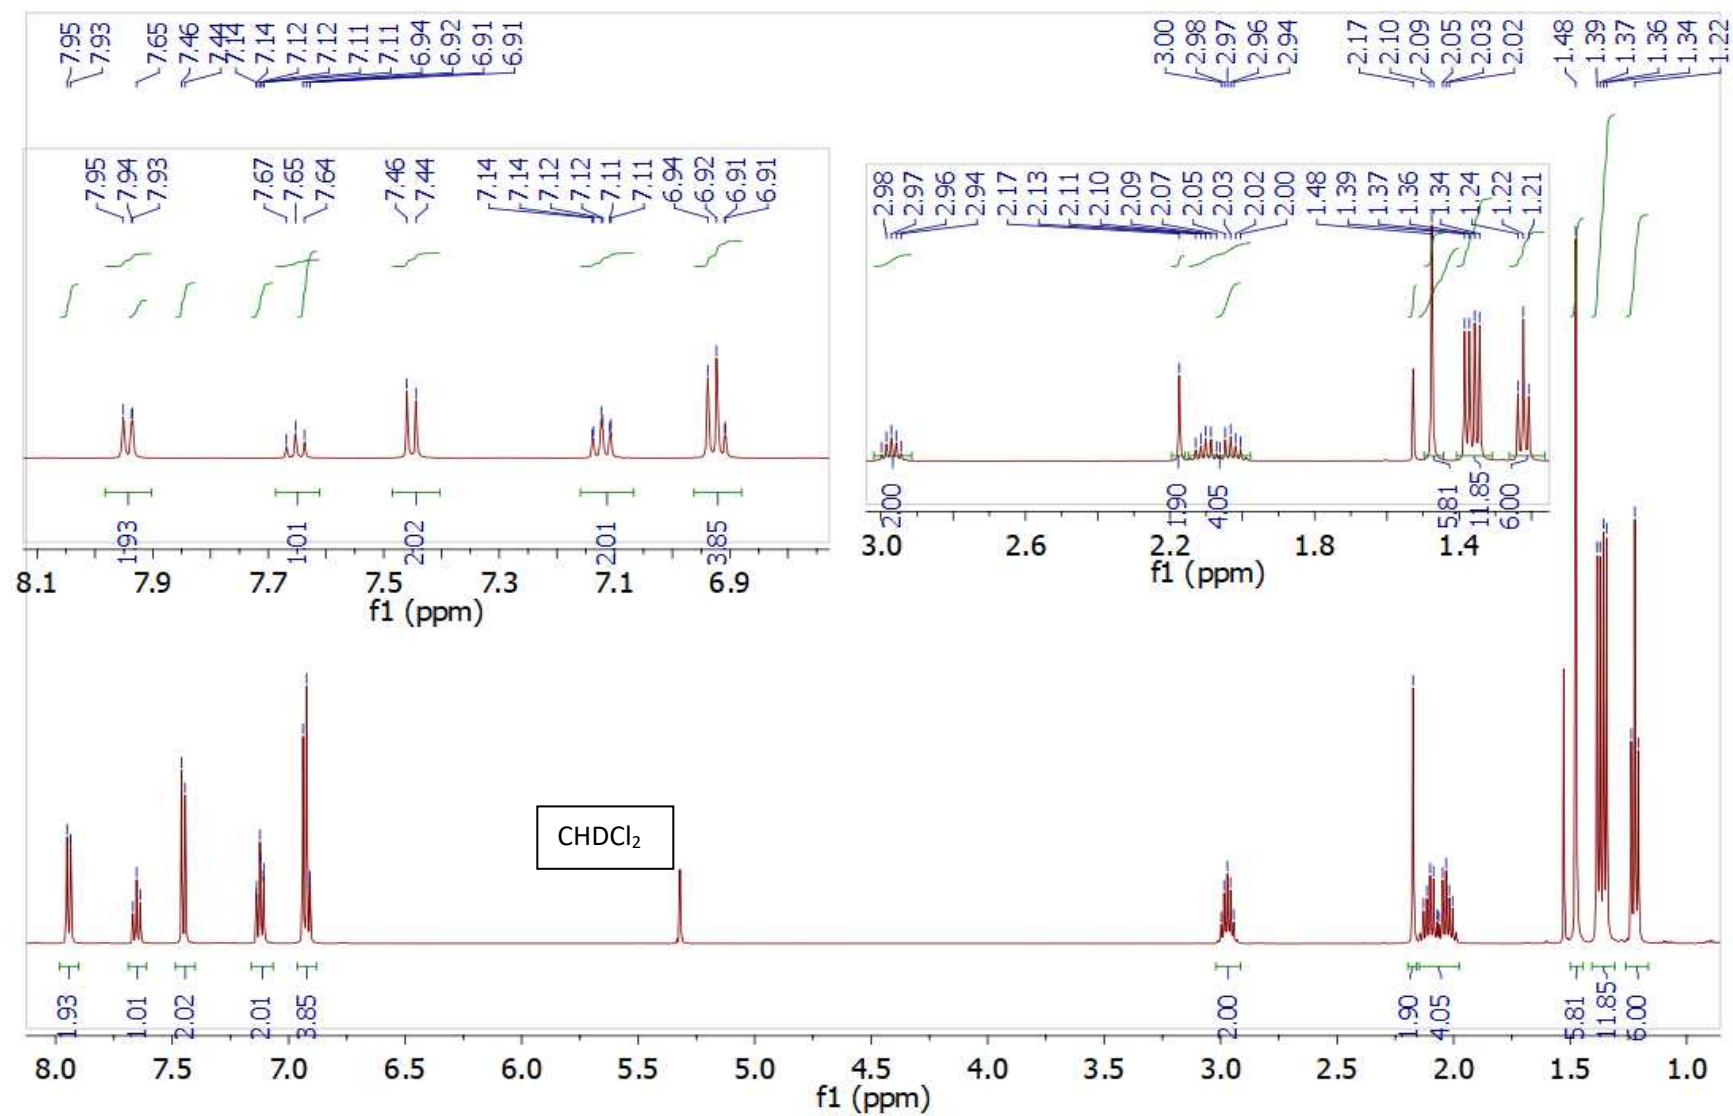 7.95 7.93 7.65 7.46 7.44 7.14 7.14 7.12 7.12 7.11 7.11 6.94 6.92 6.91 6.91
3.00 2.98 2.97 2.96 2.94 2.17 2.10 2.09 2.05 2.03 2.02 1.48 1.39 1.37 1.36 1.34 1.22
7.95 7.94 7.93 7.67 7.65 7.64 7.46 7.44 7.14 7.14 7.12 7.12 7.11 7.11 6.94 6.92 6.91 6.91
1.93 1.01 2.02 2.01 3.85
8.1 7.9 7.7 7.5 7.3 7.1 6.9
f1 (ppm)
2.98 2.97 2.96 2.94 2.17 2.13 2.11 2.10 2.09 2.07 2.05 2.03 2.02 2.00 1.48 1.39 1.37 1.36 1.34 1.24 1.22 1.21
2.00 1.90 4.05 5.81 11.85 6.00
3.0 2.6 2.2 1.8 1.4
f1 (ppm)
CHDCl₂
1.93 1.01 2.02 2.01 3.85 2.00 1.90 4.05 5.81 11.85 6.00
8.0 7.5 7.0 6.5 6.0 5.5 5.0 4.5 4.0 3.5 3.0 2.5 2.0 1.5 1.0
f1 (ppm)